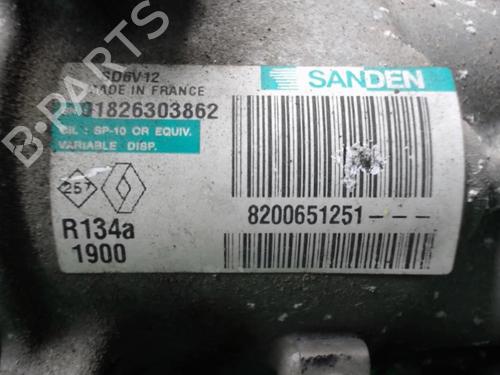 SD6V12
MADE IN FRANCE
SANDEN
1826303862
OIL : SP-10 OR EQUIV.
VARIABLE DISP.
257
8200651251---
R134a
1900
B-PARTS